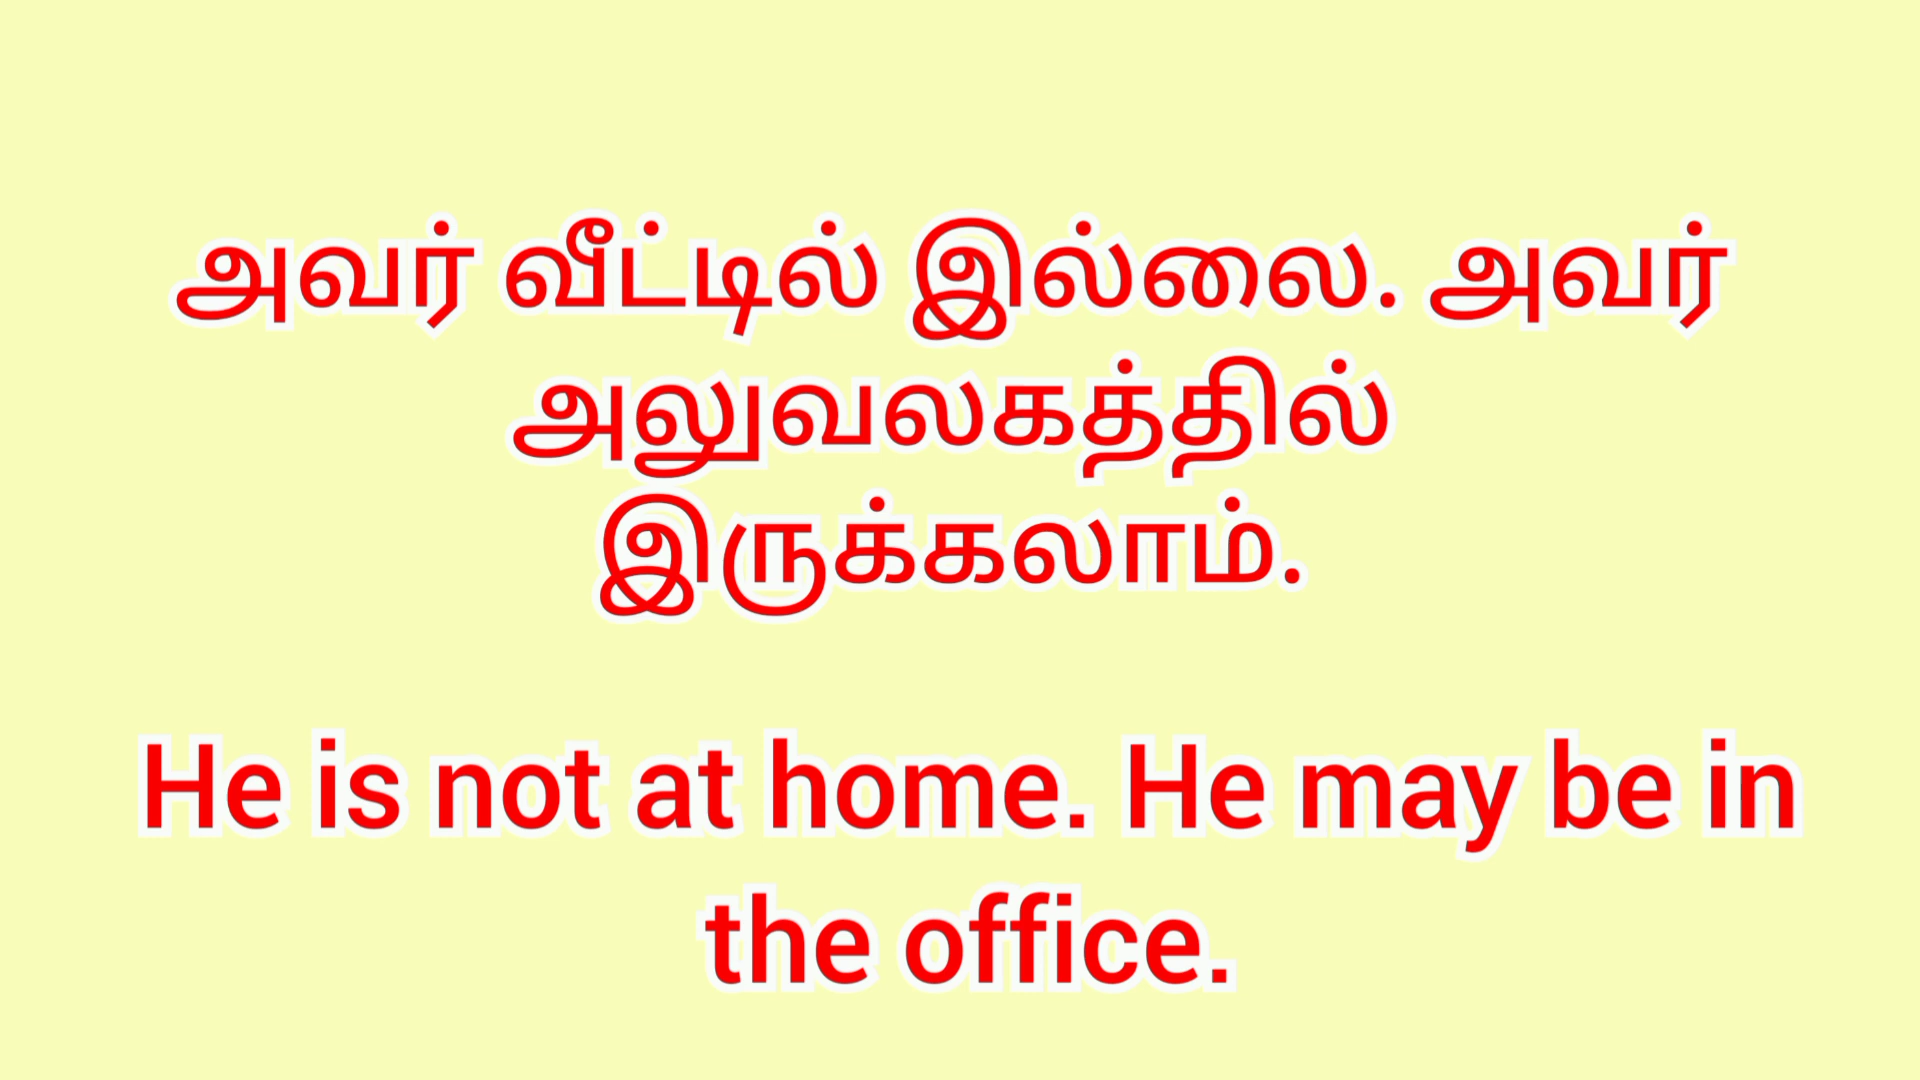 அவர் வீட்டில் இல்லை. அவர்
அலுவலகத்தில்
இருக்கலாம்.
He is not at home. He may be in
the office.